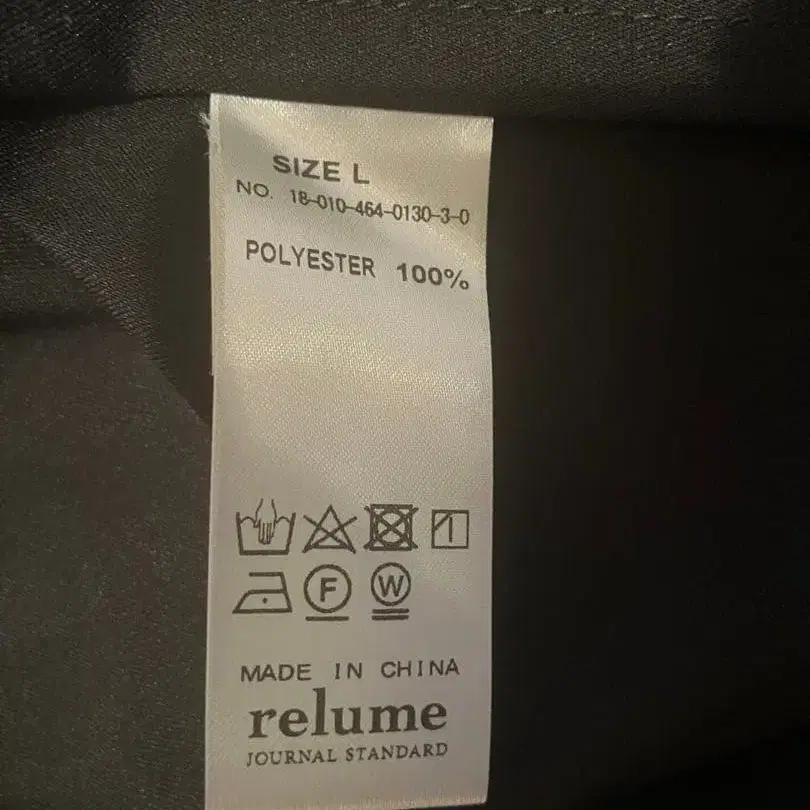 SIZE L
NO. 18-010-464-0130-3-0
POLYESTER 100%
F W
MADE IN CHINA
relume
JOURNAL STANDARD